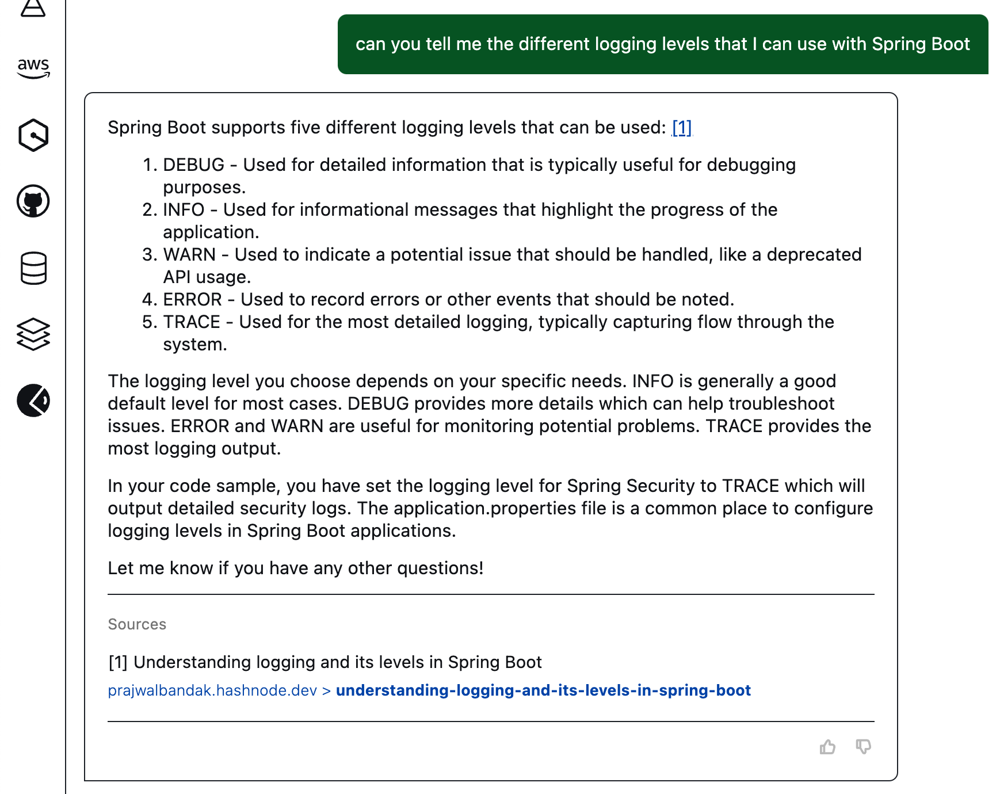 can you tell me the different logging levels that I can use with Spring Boot
aws
Spring Boot supports five different logging levels that can be used: [1]
1. DEBUG - Used for detailed information that is typically useful for debugging
purposes.
2. INFO - Used for informational messages that highlight the progress of the
application.
3. WARN - Used to indicate a potential issue that should be handled, like a deprecated
API usage.
4. ERROR - Used to record errors or other events that should be noted.
5. TRACE - Used for the most detailed logging, typically capturing flow through the
system.
The logging level you choose depends on your specific needs. INFO is generally a good
default level for most cases. DEBUG provides more details which can help troubleshoot
issues. ERROR and WARN are useful for monitoring potential problems. TRACE provides the
most logging output.
In your code sample, you have set the logging level for Spring Security to TRACE which will
output detailed security logs. The application.properties file is a common place to configure
logging levels in Spring Boot applications.
Let me know if you have any other questions!
Sources
[1] Understanding logging and its levels in Spring Boot
prajwalbandak.hashnode.dev > understanding-logging-and-its-levels-in-spring-boot